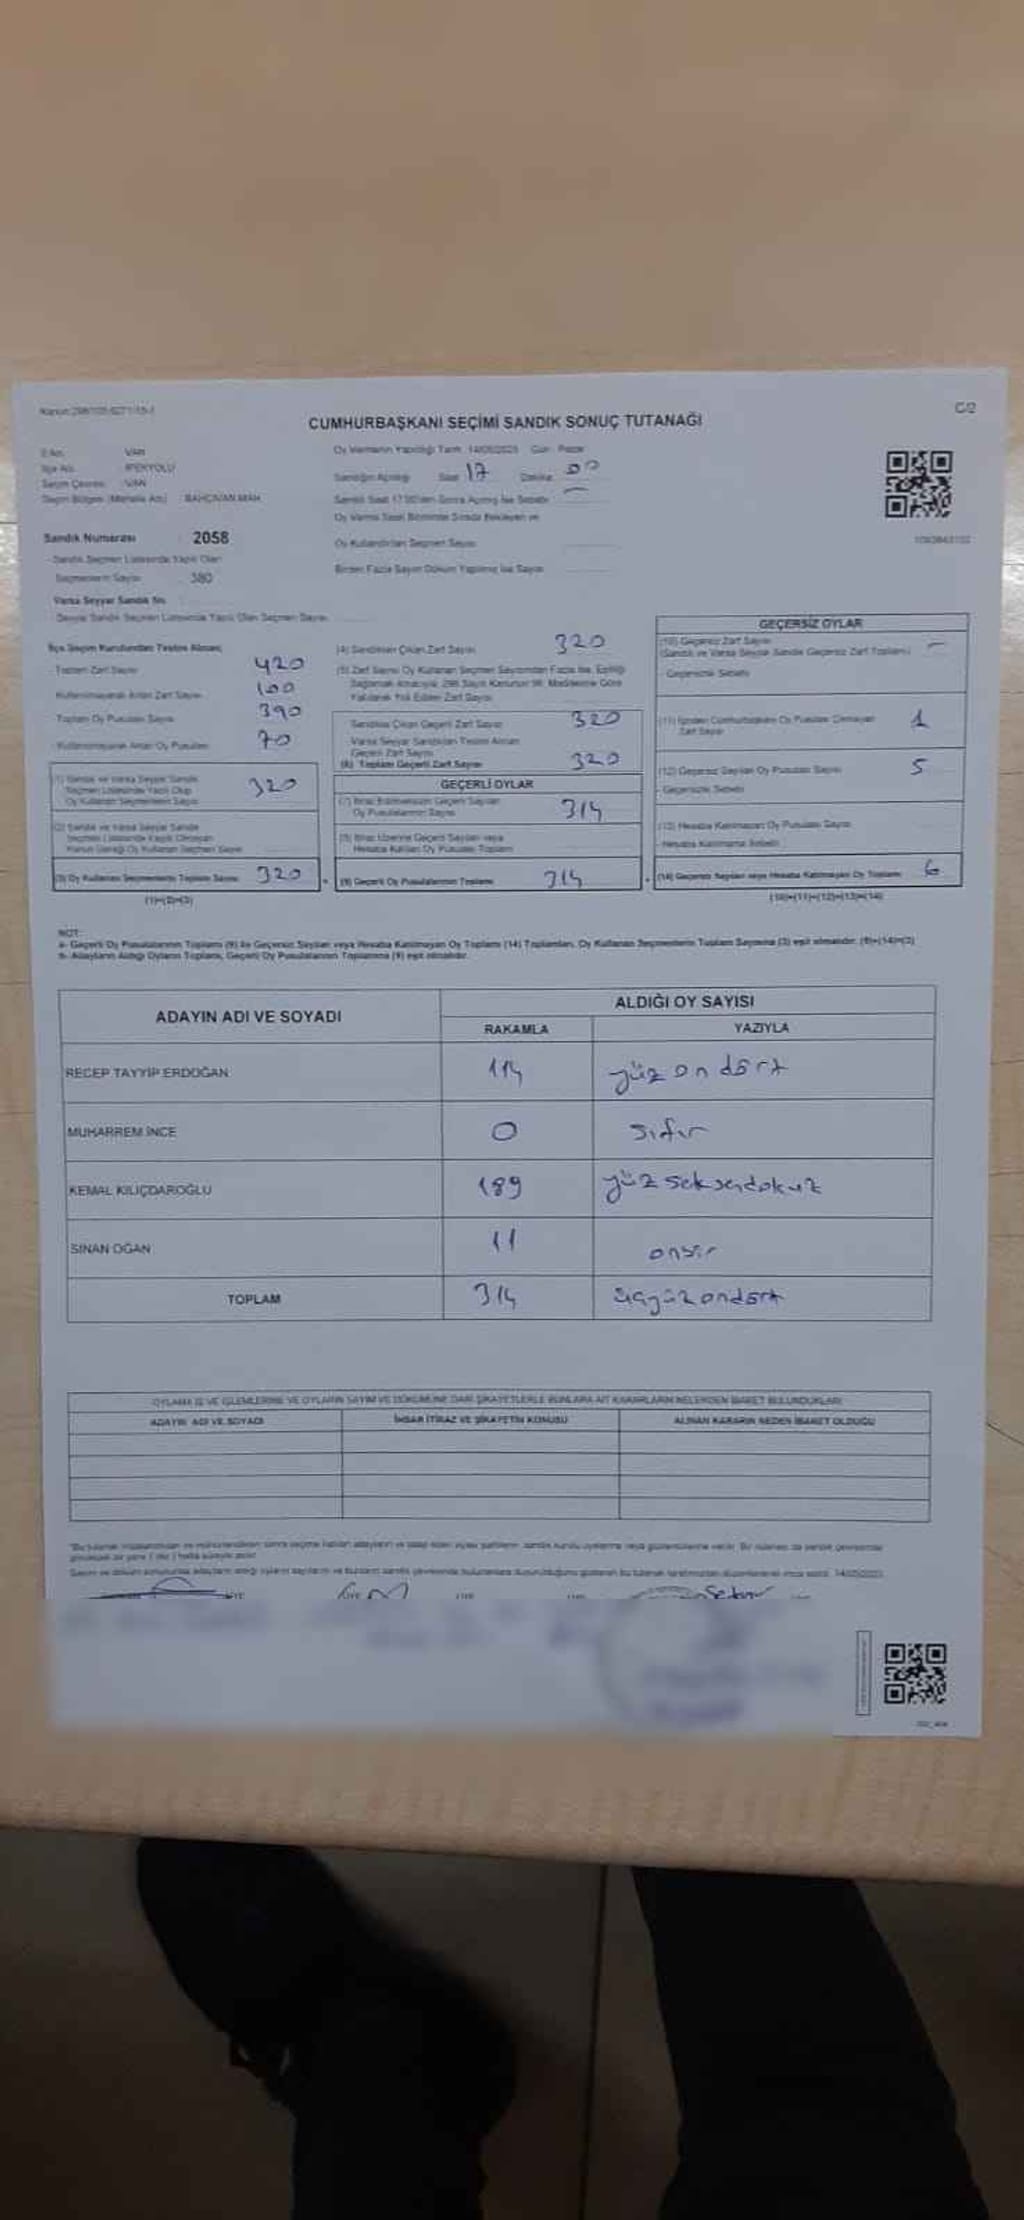 CUMHURBAŞKANI SEÇİMİ SANDIK SONUÇ TUTANAĞI
C/2
VAN
İlçe Adı İPEKYOLU
Seçim Çevresi VAN
Seçim Bölgesi (Mahalle Adı) BAHÇIVAN MAH.
Oy Vermenin Yapıldığı Tarih 14/05/2023 Gün Pazar
Sandığın Açıldığı Saat 17 Dakika 00
Sandık Saat 17.00'den Sonra Açılmış İse Sebebi —
Oy Verme Saati Bitiminde Sırada Bekleyen ve
Oy Kullandırılan Seçmen Sayısı
Birden Fazla Sayım Döküm Yapılmış İse Sayısı
Sandık Numarası 2058
Sandık Seçmen Listesinde Yazılı Olan
Seçmenlerin Sayısı 380
Varsa Seyyar Sandık No
Seyyar Sandık Seçmen Listesinde Yazılı Olan Seçmen Sayısı
İlçe Seçim Kurulundan Teslim Alınan;
Toplam Zarf Sayısı 420
Kullanılmayarak Artan Zarf Sayısı 100
Toplam Oy Pusulası Sayısı 390
Kullanılmayarak Artan Oy Pusulası 70
(1) Sandık ve Varsa Seyyar Sandık
Seçmen Listesinde Yazılı Olup
Oy Kullanan Seçmenlerin Sayısı 320
(2) Sandık ve Varsa Seyyar Sandık
Seçmen Listesinde Yazılı Olmayan
Kanun Gereği Oy Kullanan Seçmen Sayısı
(3) Oy Kullanan Seçmenlerin Toplam Sayısı 320
(1)+(2)=(3)
(4) Sandıktan Çıkan Zarf Sayısı 320
(5) Zarf Sayısı Oy Kullanan Seçmen Sayısından Fazla İse, Eşitliği
Sağlamak Amacıyla, 298 Sayılı Kanunun 98. Maddesine Göre
Yakılarak Yok Edilen Zarf Sayısı
Sandıktan Çıkan Geçerli Zarf Sayısı 320
Varsa Seyyar Sandıktan Teslim Alınan
Geçerli Zarf Sayısı
(6) Toplam Geçerli Zarf Sayısı 320
GEÇERLİ OYLAR
(7) İtiraz Edilmeksizin Geçerli Sayılan
Oy Pusulalarının Sayısı 314
(8) İtiraz Üzerine Geçerli Sayılan veya
Hesaba Katılan Oy Pusulası Toplamı
(9) Geçerli Oy Pusulalarının Toplamı 314
GEÇERSİZ OYLAR
(10) Geçersiz Zarf Sayısı —
(Sandık ve Varsa Seyyar Sandık Geçersiz Zarf Toplamı)
Geçersizlik Sebebi
(11) İçinden Cumhurbaşkanı Oy Pusulası Çıkmayan
Zarf Sayısı 1
(12) Geçersiz Sayılan Oy Pusulası Sayısı 5
Geçersizlik Sebebi
(13) Hesaba Katılmayan Oy Pusulası Sayısı
Hesaba Katılmama Sebebi
(14) Geçersiz Sayılan veya Hesaba Katılmayan Oy Toplamı 6
(10)+(11)+(12)+(13)=(14)
NOT:
a- Geçerli Oy Pusulalarının Toplamı (9) ile Geçersiz Sayılan veya Hesaba Katılmayan Oy Toplamı (14) Toplamları, Oy Kullanan Seçmenlerin Toplam Sayısına (3) eşit olmalıdır. (9)+(14)=(3)
b- Adayların Aldığı Oyların Toplamı, Geçerli Oy Pusulalarının Toplamına (9) eşit olmalıdır.
ADAYIN ADI VE SOYADI
ALDIĞI OY SAYISI
RAKAMLA YAZIYLA
RECEP TAYYİP ERDOĞAN 114 yüz on dört
MUHARREM İNCE 0 sıfır
KEMAL KILIÇDAROĞLU 189 yüz seksendokuz
SİNAN OĞAN 11 onbir
TOPLAM 314 üçyüzondört
OYLAMA İŞ VE İŞLEMLERİNE VE OYLARIN SAYIM VE DÖKÜMÜNE DAİR ŞİKAYETLERLE BUNLARA AİT KARARLARIN NELERDEN İBARET BULUNDUKLARI
ADAYIN ADI VE SOYADI İHBAR İTİRAZ VE ŞİKAYETİN KONUSU ALINAN KARARIN NEDEN İBARET OLDUĞU